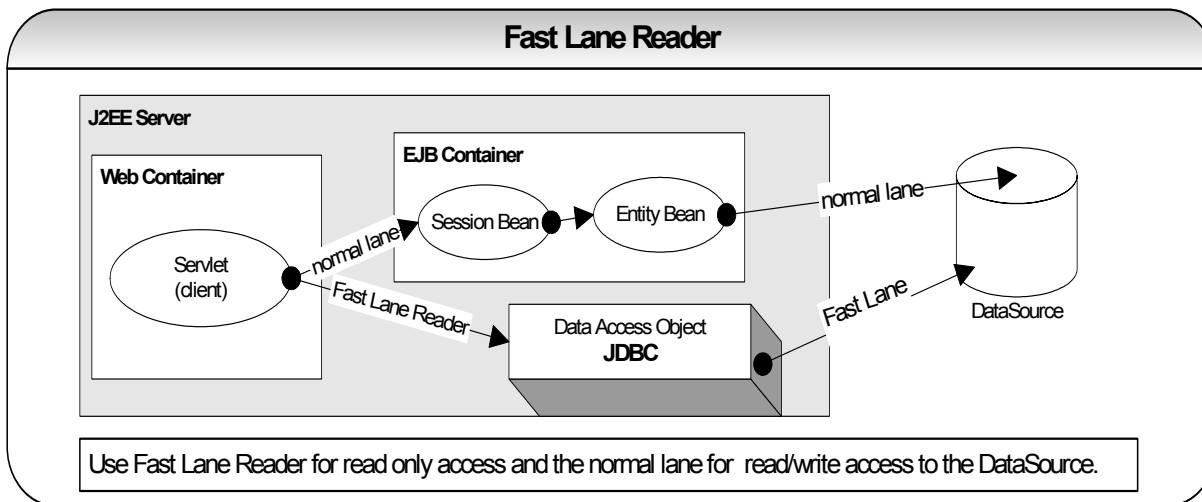 Fast Lane Reader
J2EE Server
Web Container
EJB Container
Servlet
(client)
normal lane
Fast Lane Reader
Session Bean
Entity Bean
normal lane
Data Access Object
JDBC
Fast Lane
DataSource
Use Fast Lane Reader for read only access and the normal lane for read/write access to the DataSource.